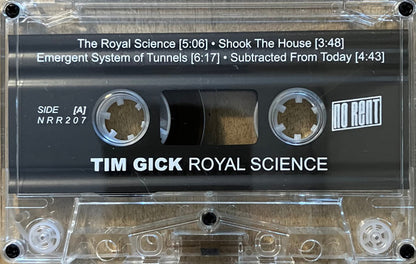 The Royal Science [5:06] • Shook The House [3:48]
Emergent System of Tunnels [6:17] • Subtracted From Today [4:43]
SIDE [A]
NRR207
NO RENT
TIM GICK ROYAL SCIENCE